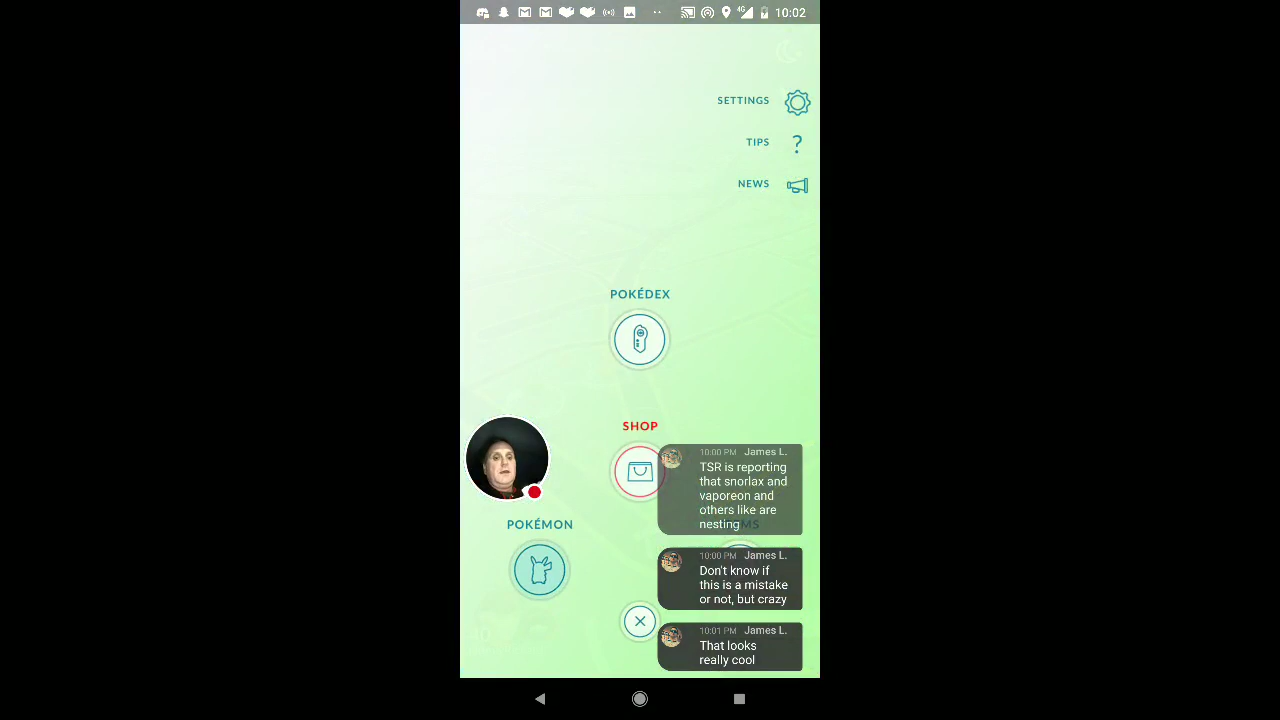 4G 10:02
SETTINGS
TIPS
?
NEWS
POKÉDEX
SHOP
10:00 PM James L.
TSR is reporting
that snorlax and
vaporeon and
others like are
nesting
POKÉMON
10:00 PM James L.
Don't know if
this is a mistake
or not, but crazy
10:01 PM James L.
That looks
really cool